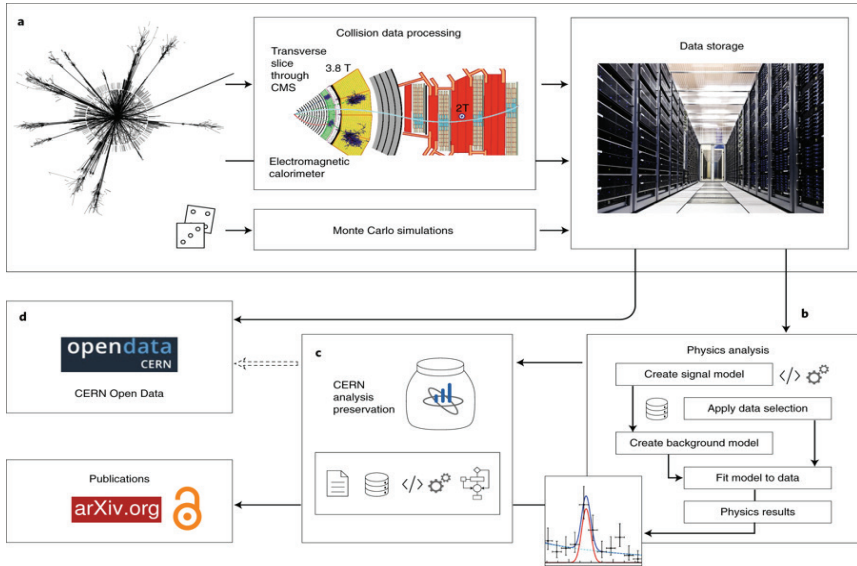 a
Collision data processing
Transverse
slice
through
CMS
3.8 T
2T
Electromagnetic
calorimeter
Data storage
Monte Carlo simulations
b
Physics analysis
Create signal model
</>
Apply data selection
Create background model
Fit model to data
Physics results
c
CERN
analysis
preservation
</>
d
opendata
CERN
CERN Open Data
Publications
arXiv.org